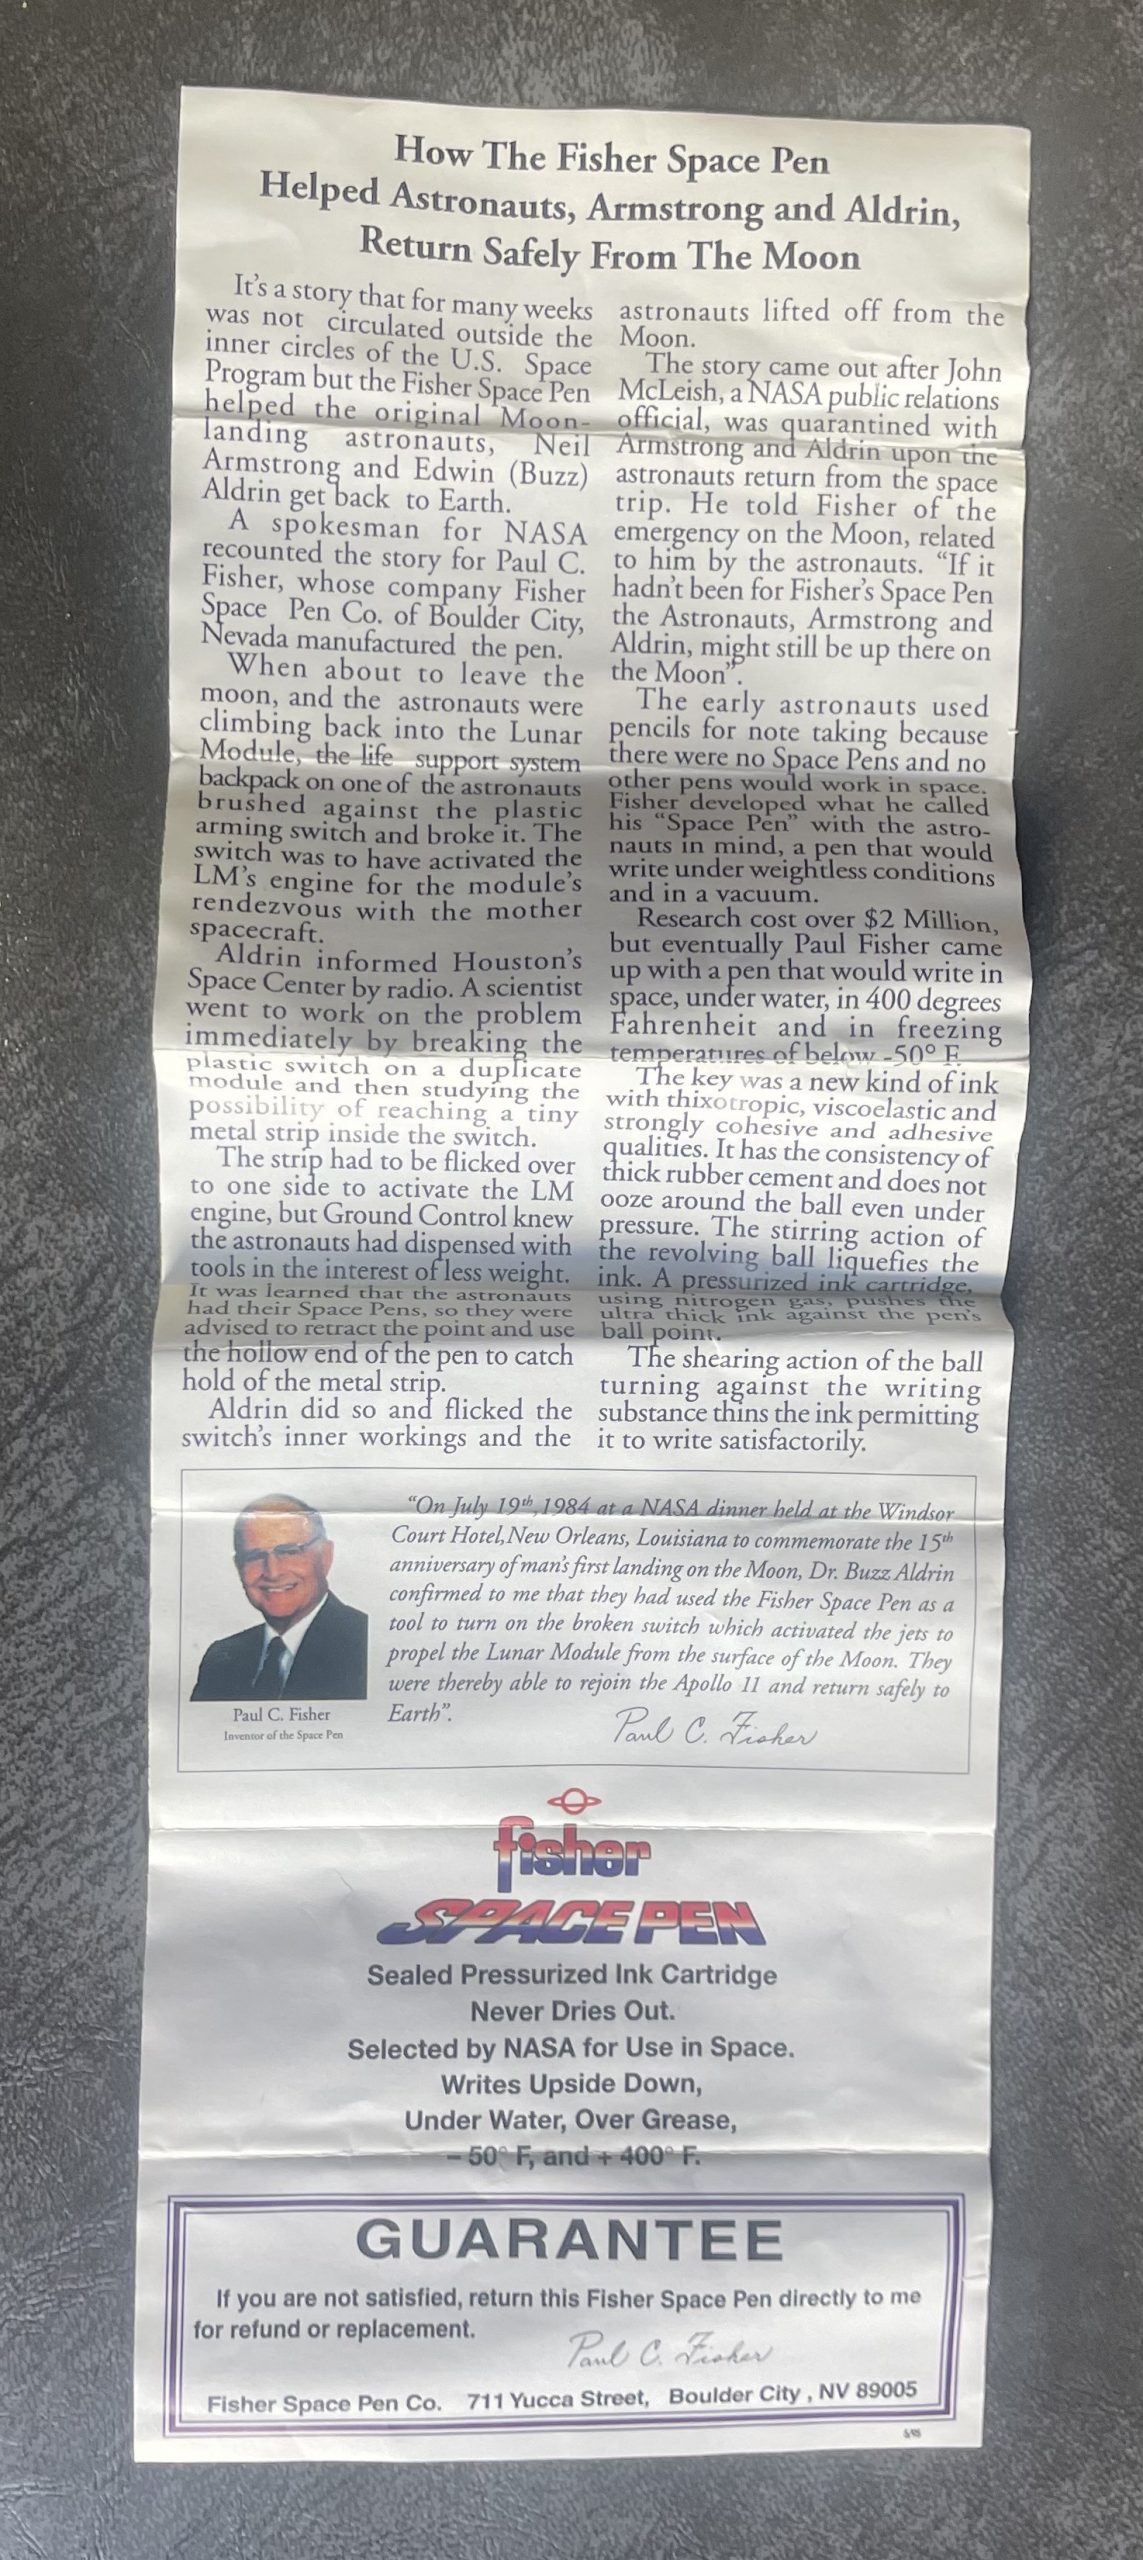 How The Fisher Space Pen
Helped Astronauts, Armstrong and Aldrin,
Return Safely From The Moon
It's a story that for many weeks
was not circulated outside the
inner circles of the U.S. Space
Program but the Fisher Space Pen
helped the original Moon-
landing astronauts, Neil
Armstrong and Edwin (Buzz)
Aldrin get back to Earth.
A spokesman for NASA
recounted the story for Paul C.
Fisher, whose company Fisher
Space Pen Co. of Boulder City,
Nevada manufactured the pen.
When about to leave the
moon, and the astronauts were
climbing back into the Lunar
Module, the life support system
backpack on one of the astronauts
brushed against the plastic
arming switch and broke it. The
switch was to have activated the
LM's engine for the module's
rendezvous with the mother
spacecraft.
Aldrin informed Houston's
Space Center by radio. A scientist
went to work on the problem
immediately by breaking the
plastic switch on a duplicate
module and then studying the
possibility of reaching a tiny
metal strip inside the switch.
The strip had to be flicked over
to one side to activate the LM
engine, but Ground Control knew
the astronauts had dispensed with
tools in the interest of less weight.
It was learned that the astronauts
had their Space Pens, so they were
advised to retract the point and use
the hollow end of the pen to catch
hold of the metal strip.
Aldrin did so and flicked the
switch's inner workings and the
astronauts lifted off from the
Moon.
The story came out after John
McLeish, a NASA public relations
official, was quarantined with
Armstrong and Aldrin upon the
astronauts return from the space
trip. He told Fisher of the
emergency on the Moon, related
to him by the astronauts. "If it
hadn't been for Fisher's Space Pen
the Astronauts, Armstrong and
Aldrin, might still be up there on
the Moon".
The early astronauts used
pencils for note taking because
there were no Space Pens and no
other pens would work in space.
Fisher developed what he called
his "Space Pen" with the astro-
nauts in mind, a pen that would
write under weightless conditions
and in a vacuum.
Research cost over $2 Million,
but eventually Paul Fisher came
up with a pen that would write in
space, under water, in 400 degrees
Fahrenheit and in freezing
temperatures of below -50° F.
The key was a new kind of ink
with thixotropic, viscoelastic and
strongly cohesive and adhesive
qualities. It has the consistency of
thick rubber cement and does not
ooze around the ball even under
pressure. The stirring action of
the revolving ball liquefies the
ink. A pressurized ink cartridge,
using nitrogen gas, pushes the
ultra thick ink against the pen's
ball point.
The shearing action of the ball
turning against the writing
substance thins the ink permitting
it to write satisfactorily.
"On July 19th, 1984 at a NASA dinner held at the Windsor
Court Hotel, New Orleans, Louisiana to commemorate the 15th
anniversary of man's first landing on the Moon, Dr. Buzz Aldrin
confirmed to me that they had used the Fisher Space Pen as a
tool to turn on the broken switch which activated the jets to
propel the Lunar Module from the surface of the Moon. They
were thereby able to rejoin the Apollo 11 and return safely to
Earth".
Paul C. Fisher
Paul C. Fisher
Inventor of the Space Pen
fisher
SPACE PEN
Sealed Pressurized Ink Cartridge
Never Dries Out.
Selected by NASA for Use in Space.
Writes Upside Down,
Under Water, Over Grease,
– 50° F, and + 400° F.
GUARANTEE
If you are not satisfied, return this Fisher Space Pen directly to me
for refund or replacement.
Paul C. Fisher
Fisher Space Pen Co. 711 Yucca Street, Boulder City, NV 89005